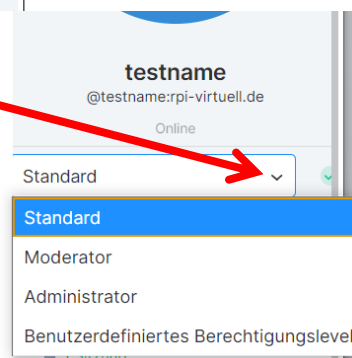 testname
@testname:rpi-virtuell.de
Online
Standard
Standard
Moderator
Administrator
Benutzerdefiniertes Berechtigungslevel